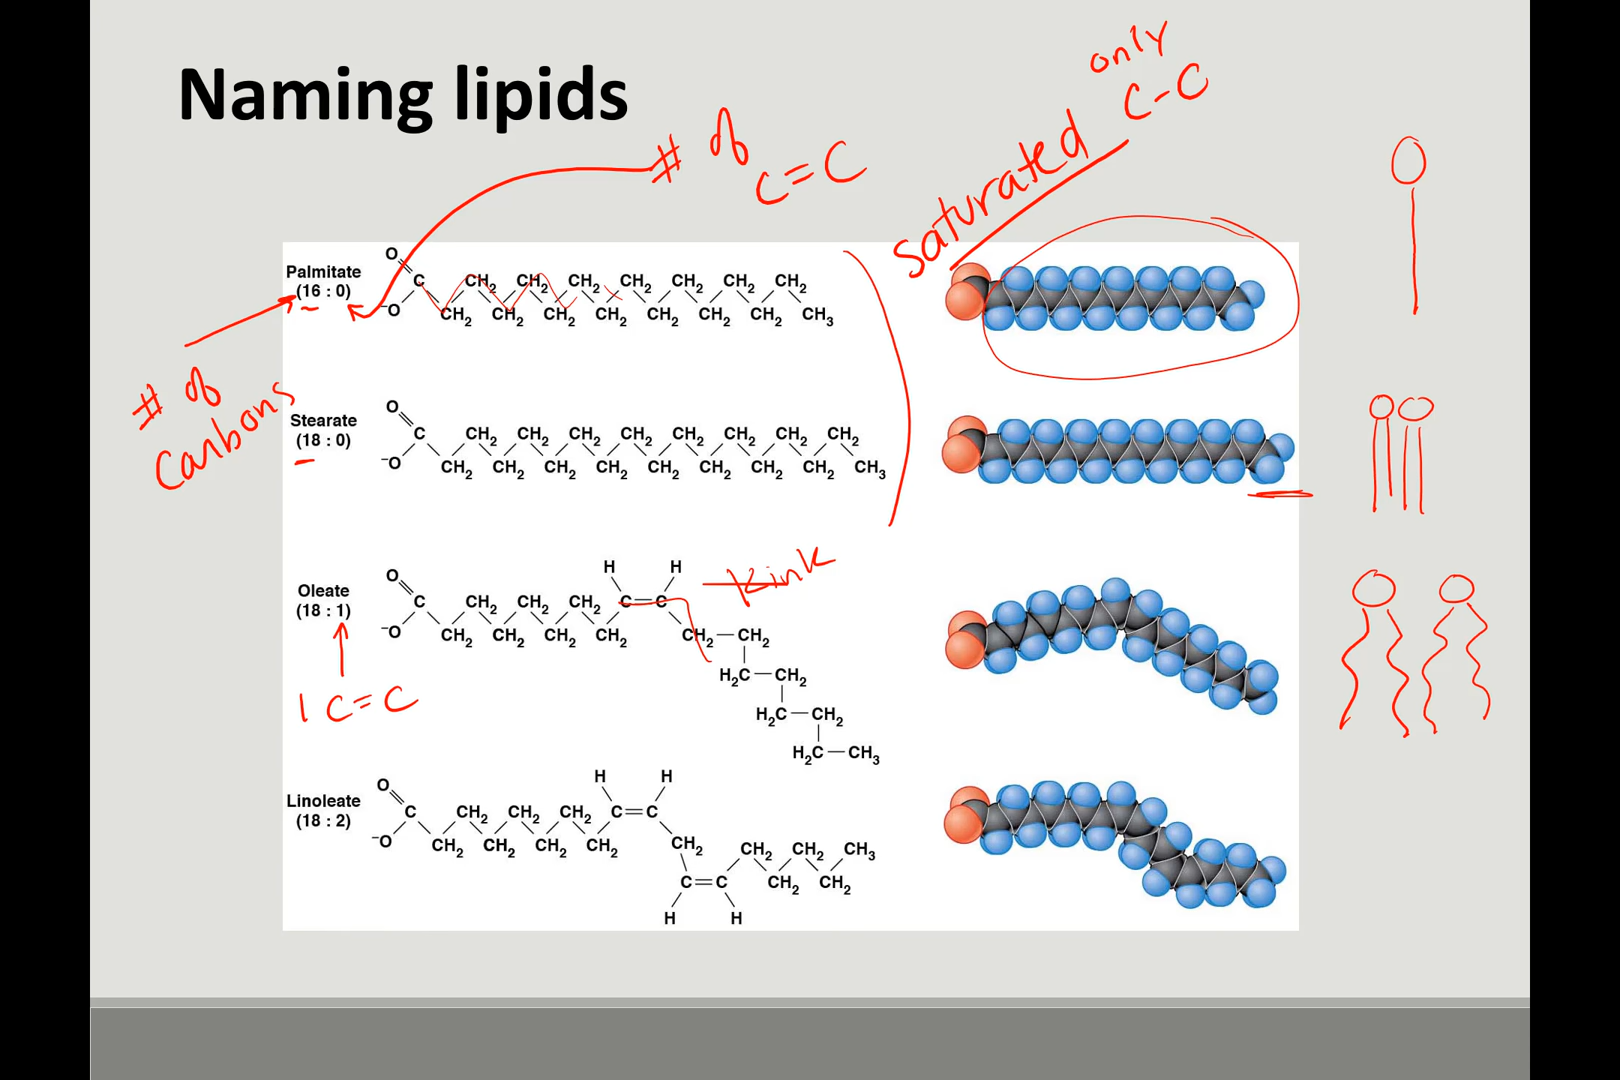 Naming lipids
only
C-C
saturated
# of
C=C
# of
Carbons
Palmitate
(16 : 0)
O
C CH2 CH2 CH2 CH2 CH2 CH2 CH2
⁻O CH2 CH2 CH2 CH2 CH2 CH2 CH2 CH3
Stearate
(18 : 0)
O
C CH2 CH2 CH2 CH2 CH2 CH2 CH2 CH2
⁻O CH2 CH2 CH2 CH2 CH2 CH2 CH2 CH2 CH3
Kink
Oleate
(18 : 1)
1 C=C
O H H
C CH2 CH2 CH2 C=C
⁻O CH2 CH2 CH2 CH2 CH2—CH2
H2C—CH2
H2C—CH2
H2C—CH3
Linoleate
(18 : 2)
O H H
C CH2 CH2 CH2 C=C
⁻O CH2 CH2 CH2 CH2 CH2 CH2 CH2 CH3
C=C CH2 CH2
H H